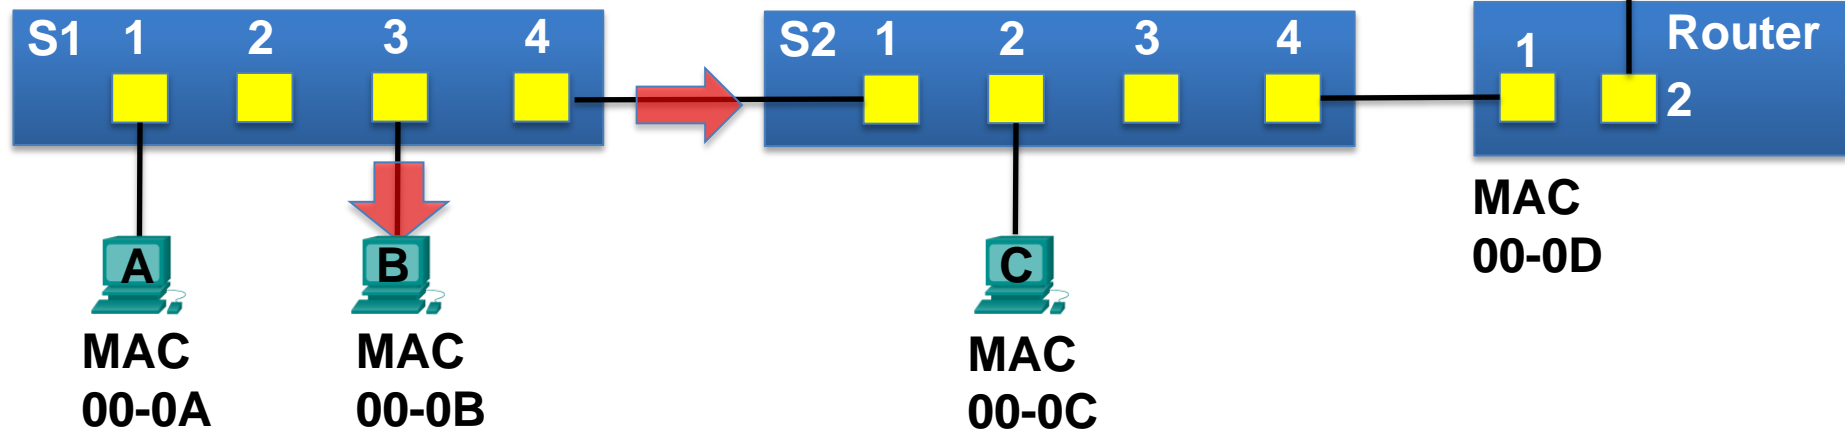 S1 1 2 3 4
S2 1 2 3 4
1 Router
2
MAC
00-0D
A
B
C
MAC
00-0A
MAC
00-0B
MAC
00-0C